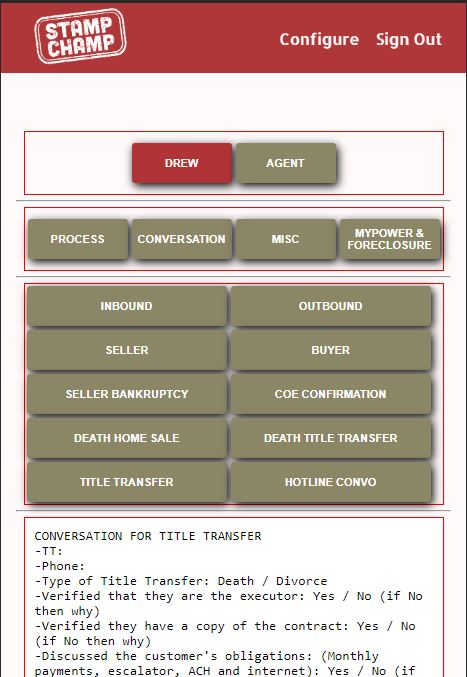 STAMP
CHAMP
Configure Sign Out
DREW AGENT
PROCESS CONVERSATION MISC MYPOWER &
FORECLOSURE
INBOUND OUTBOUND
SELLER BUYER
SELLER BANKRUPTCY COE CONFIRMATION
DEATH HOME SALE DEATH TITLE TRANSFER
TITLE TRANSFER HOTLINE CONVO
CONVERSATION FOR TITLE TRANSFER
-TT:
-Phone:
-Type of Title Transfer: Death / Divorce
-Verified that they are the executor: Yes / No (if No
then why)
-Verified they have a copy of the contract: Yes / No
(if No then why)
-Discussed the customer's obligations: (Monthly
payments, escalator, ACH and internet): Yes / No (if